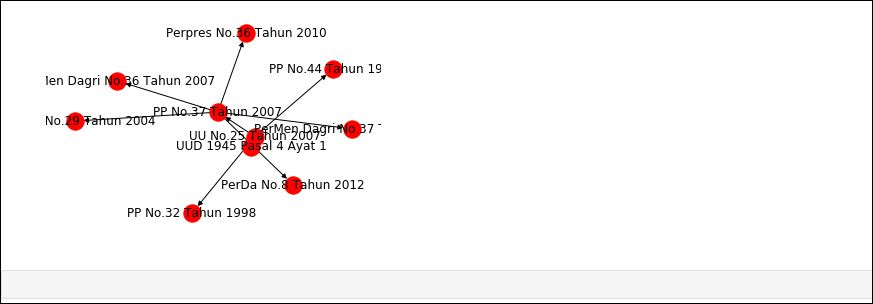 Perpres No.36 Tahun 2010
PP No.44 Tahun 19
Men Dagri No.36 Tahun 2007
PP No.37 Tahun 2007
No.29 Tahun 2004
PerMen Dagri No.37
UU No.25 Tahun 2007
UUD 1945 Pasal 4 Ayat 1
PerDa No.8 Tahun 2012
PP No.32 Tahun 1998